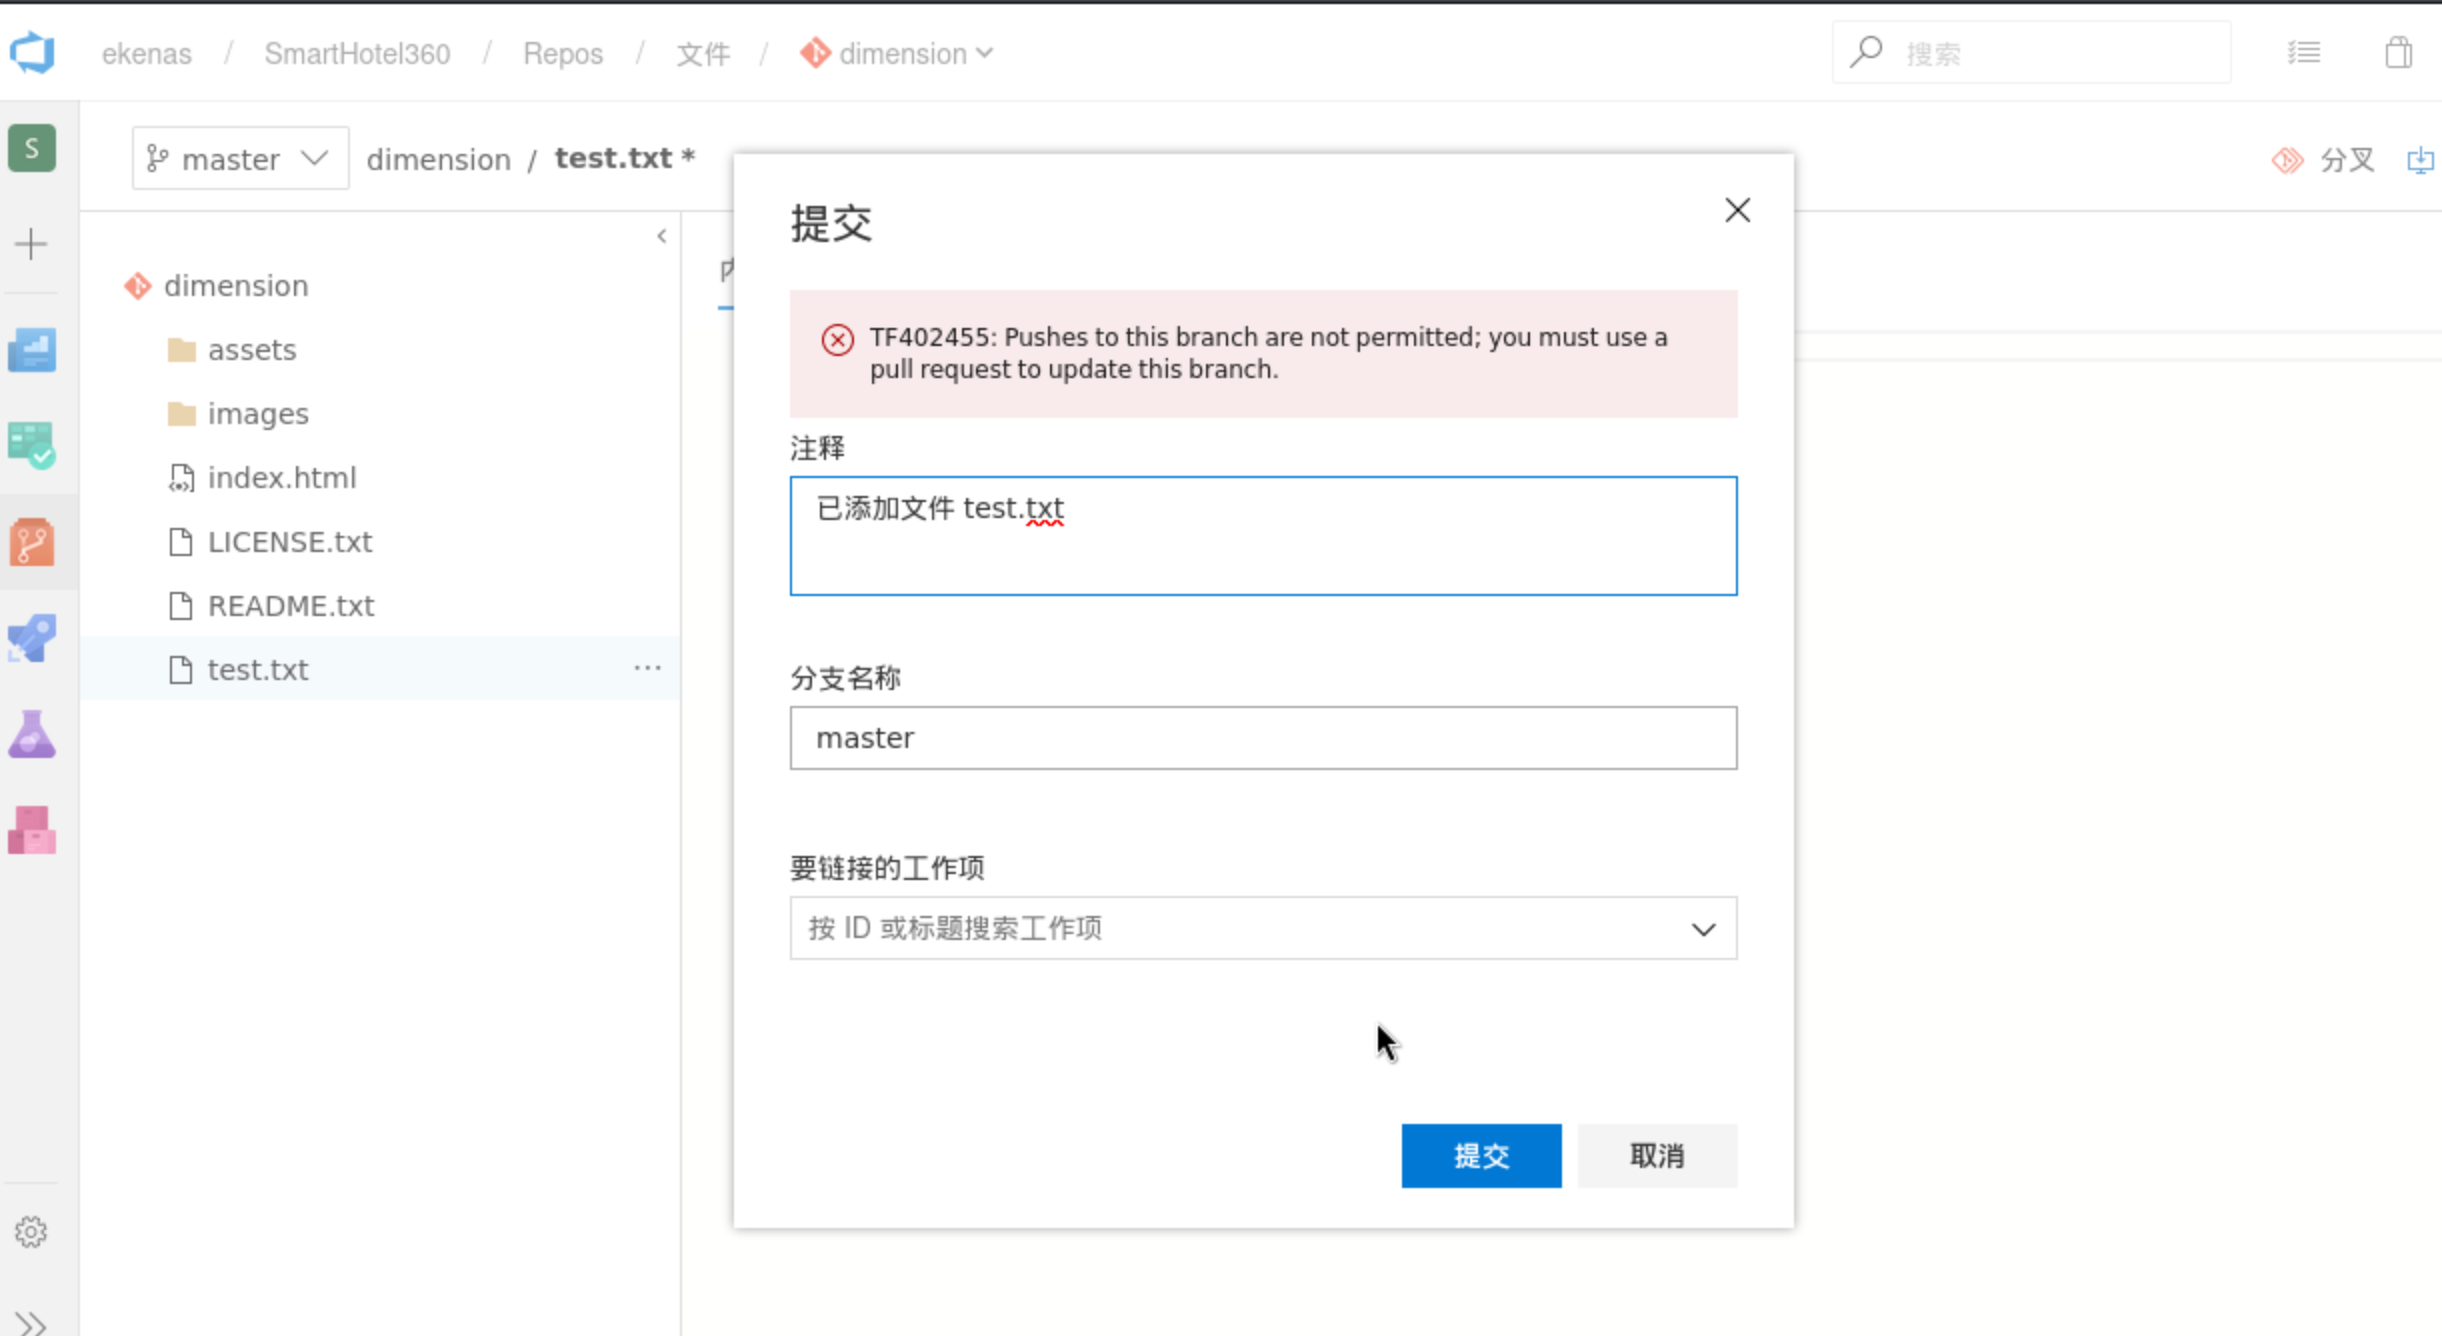 ekenas / SmartHotel360 / Repos / 文件 / dimension
搜索
S
master
dimension / test.txt *
分叉
dimension
assets
images
index.html
LICENSE.txt
README.txt
test.txt
提交
TF402455: Pushes to this branch are not permitted; you must use a
pull request to update this branch.
注释
已添加文件 test.txt
分支名称
master
要链接的工作项
按 ID 或标题搜索工作项
提交
取消